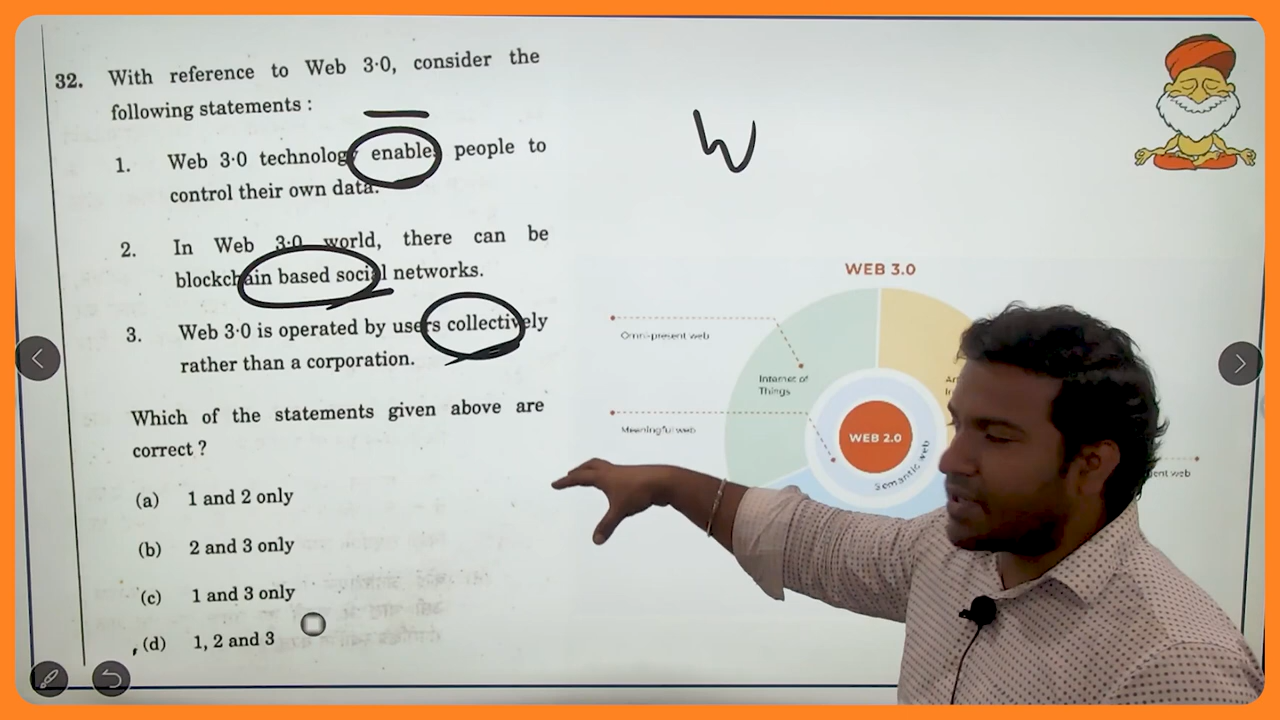 32. With reference to Web 3·0, consider the
following statements :
1. Web 3·0 technology enables people to
control their own data.
2. In Web 3·0 world, there can be
blockchain based social networks.
3. Web 3·0 is operated by users collectively
rather than a corporation.
Which of the statements given above are
correct ?
(a) 1 and 2 only
(b) 2 and 3 only
(c) 1 and 3 only
(d) 1, 2 and 3
W
WEB 3.0
Omni-present web
Internet of
Things
Meaningful web
WEB 2.0
Semantic web